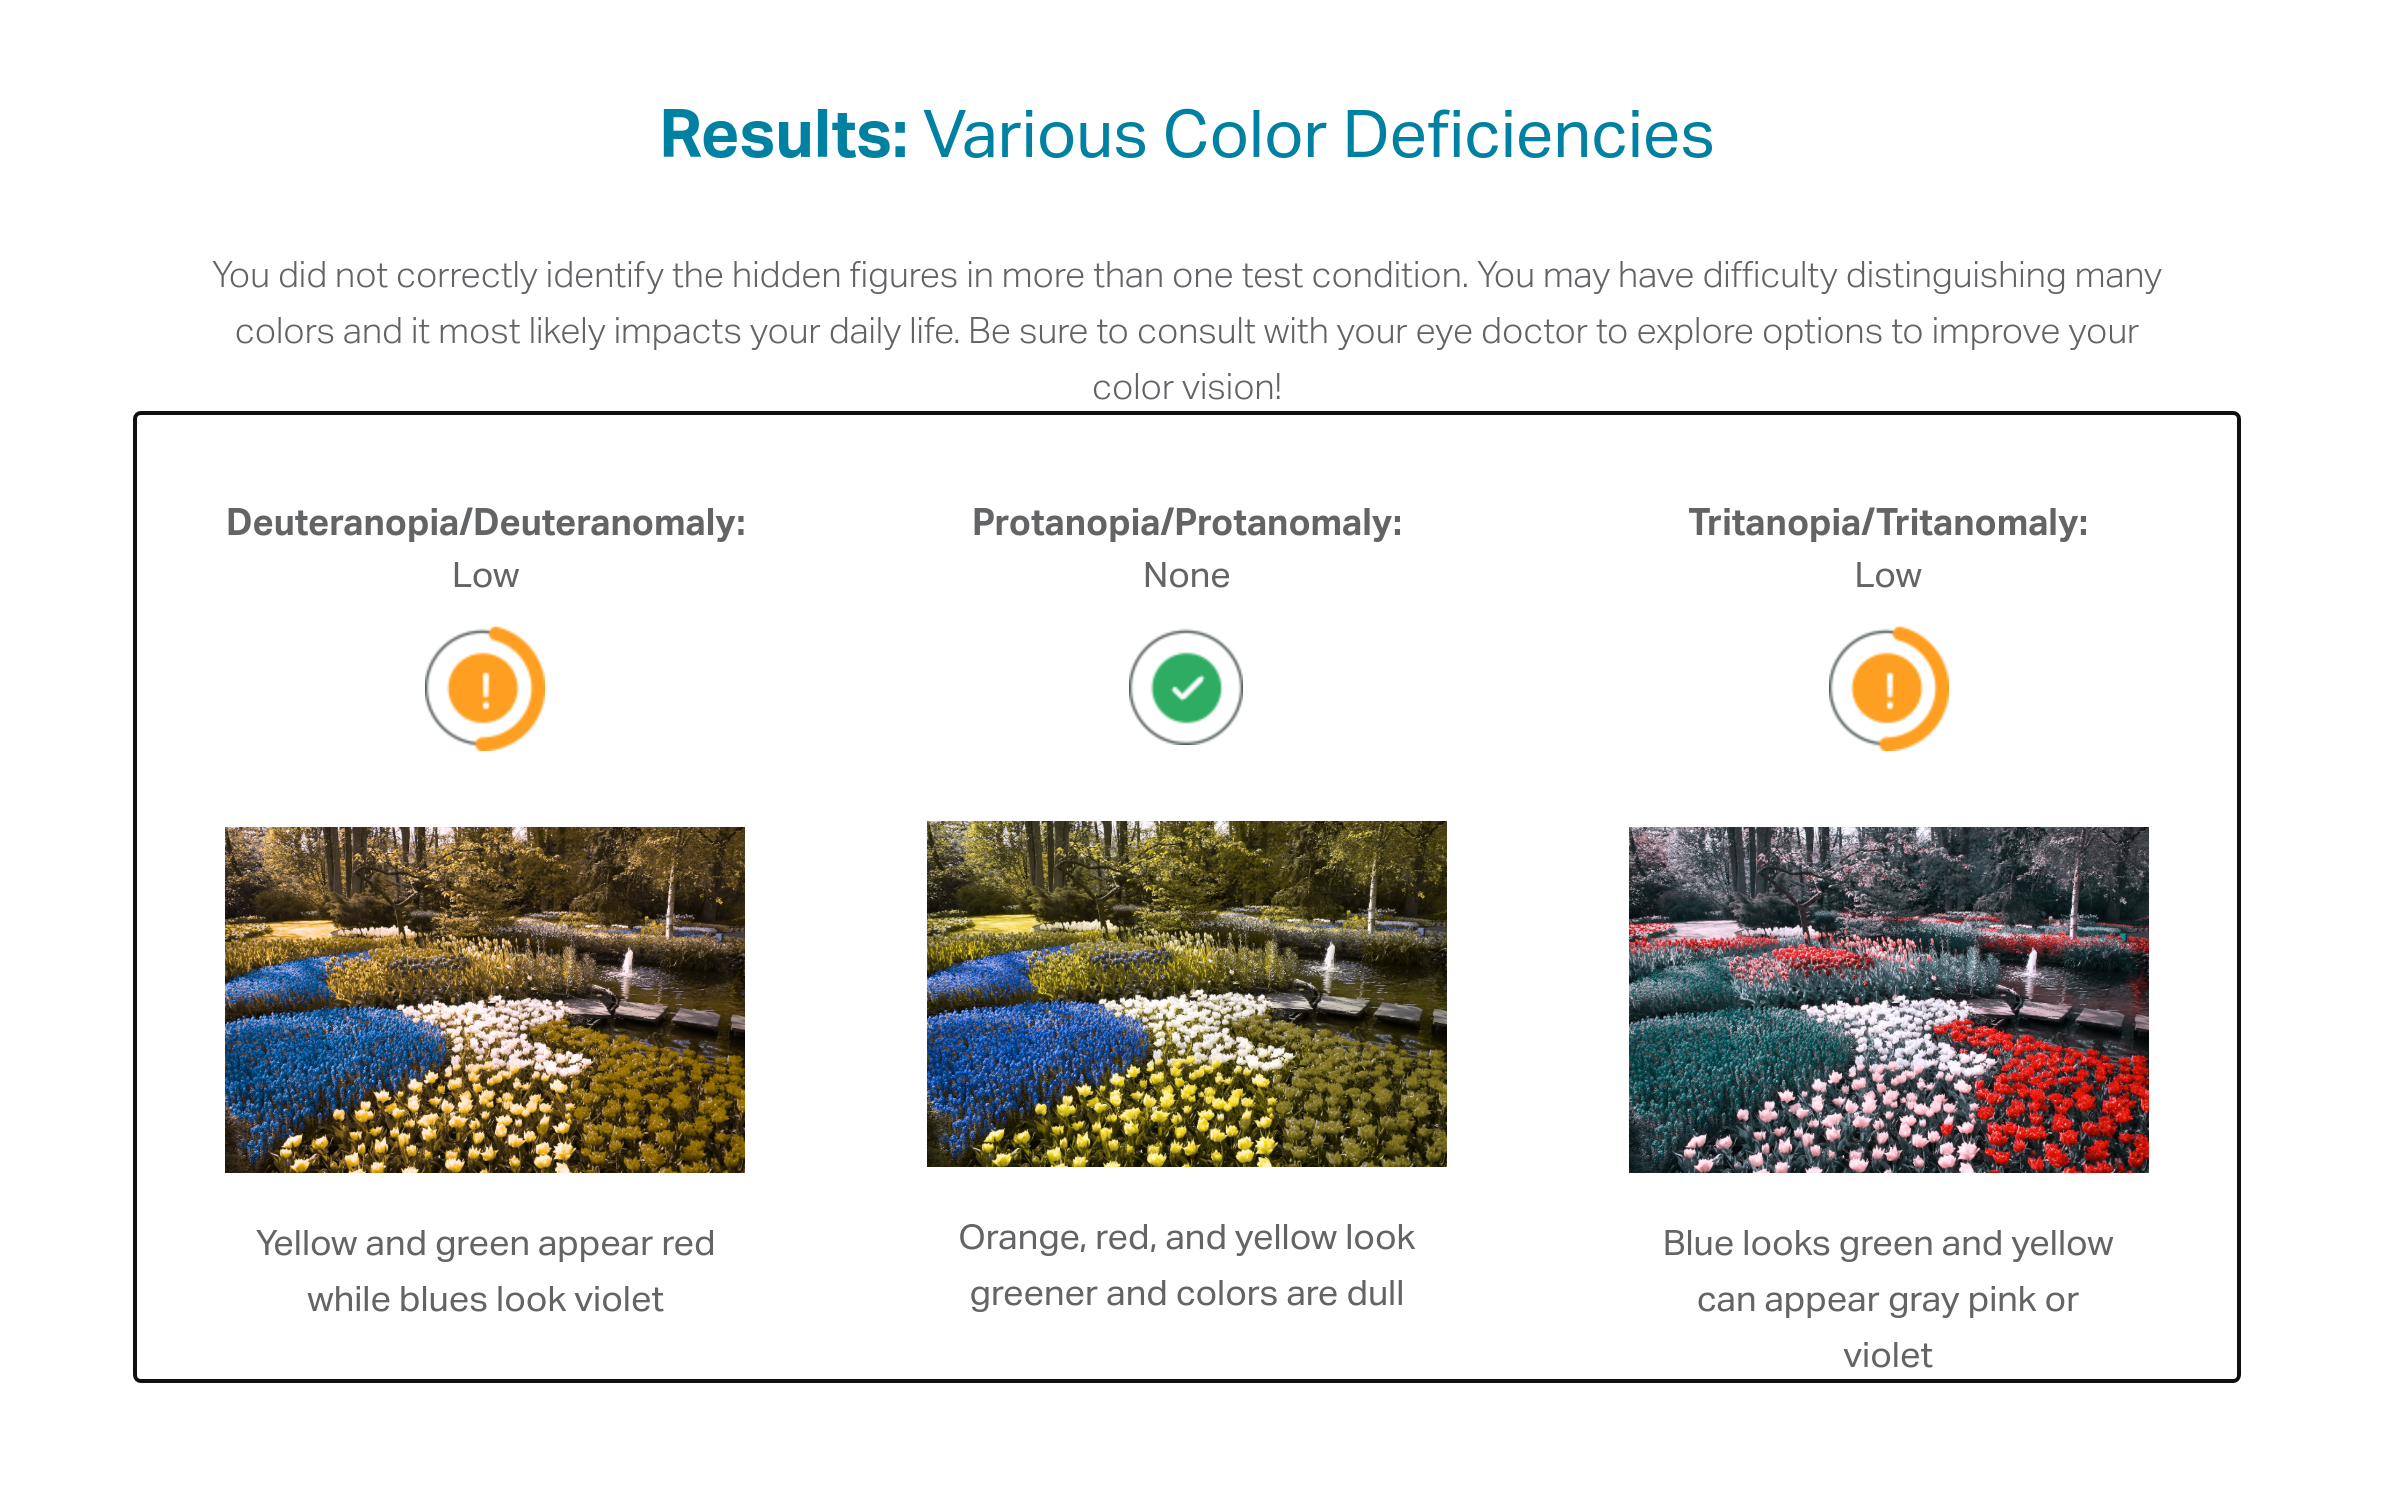 Results: Various Color Deficiencies
You did not correctly identify the hidden figures in more than one test condition. You may have difficulty distinguishing many
colors and it most likely impacts your daily life. Be sure to consult with your eye doctor to explore options to improve your
color vision!
Deuteranopia/Deuteranomaly:
Low
Yellow and green appear red
while blues look violet
Protanopia/Protanomaly:
None
Orange, red, and yellow look
greener and colors are dull
Tritanopia/Tritanomaly:
Low
Blue looks green and yellow
can appear gray pink or
violet